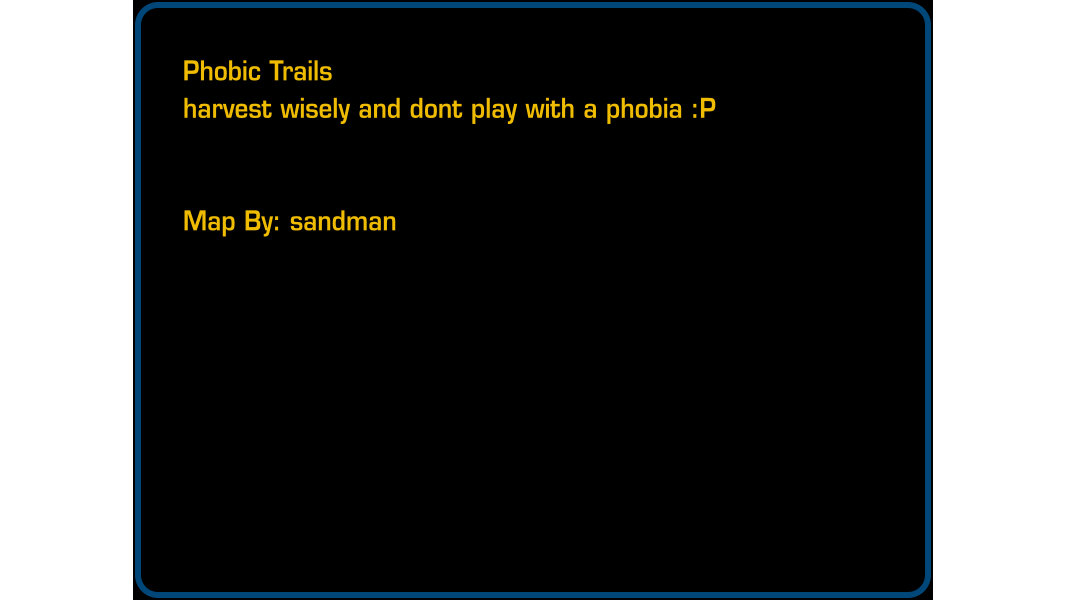 Phobic Trails
harvest wisely and dont play with a phobia :P
Map By: sandman